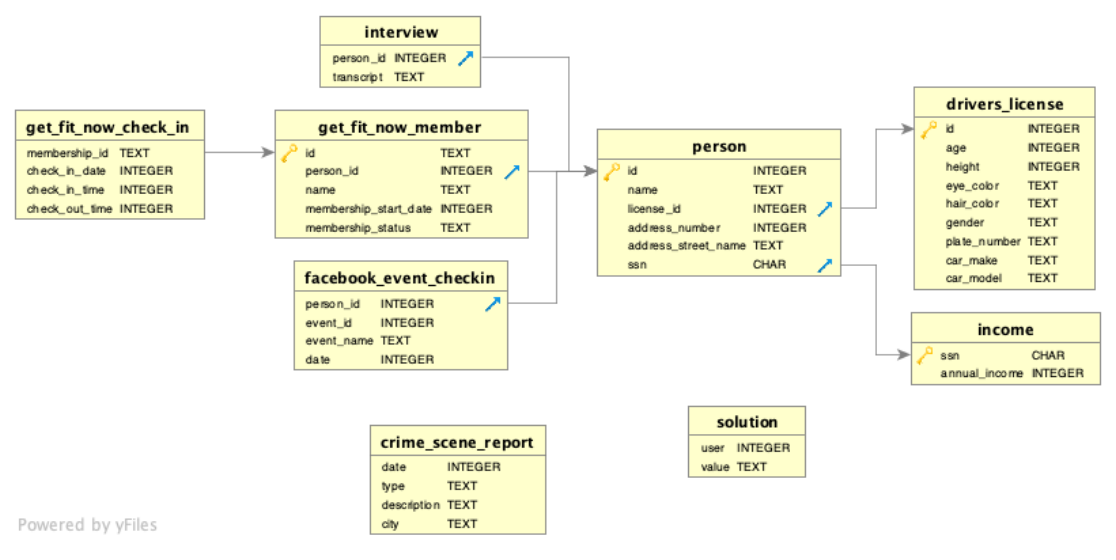 interview
person_id INTEGER
transcript TEXT
get_fit_now_check_in
membership_id TEXT
check_in_date INTEGER
check_in_time INTEGER
check_out_time INTEGER
get_fit_now_member
id TEXT
person_id INTEGER
name TEXT
membership_start_date INTEGER
membership_status TEXT
person
id INTEGER
name TEXT
license_id INTEGER
address_number INTEGER
address_street_name TEXT
ssn CHAR
drivers_license
id INTEGER
age INTEGER
height INTEGER
eye_color TEXT
hair_color TEXT
gender TEXT
plate_number TEXT
car_make TEXT
car_model TEXT
facebook_event_checkin
person_id INTEGER
event_id INTEGER
event_name TEXT
date INTEGER
income
ssn CHAR
annual_income INTEGER
solution
user INTEGER
value TEXT
crime_scene_report
date INTEGER
type TEXT
description TEXT
city TEXT
Powered by yFiles